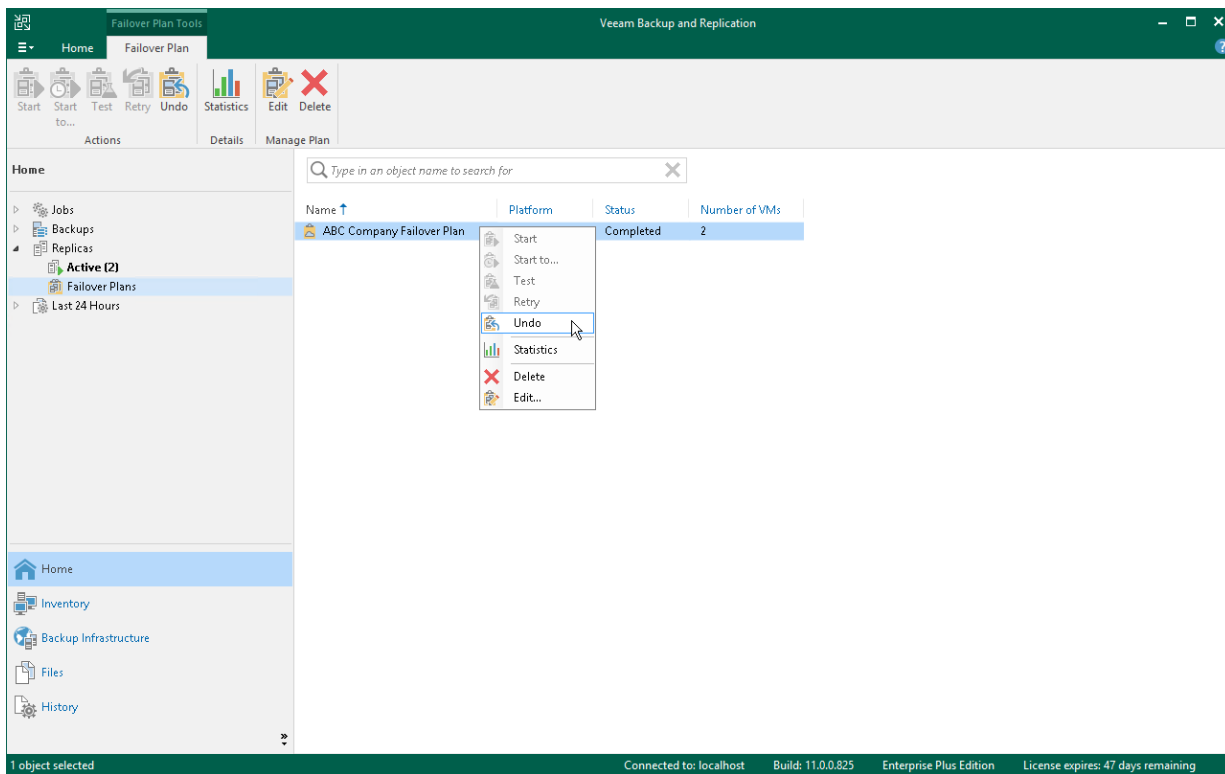 Failover Plan Tools
Veeam Backup and Replication
Home
Failover Plan
?
Start
Start to...
Test
Retry
Undo
Statistics
Edit
Delete
Actions
Details
Manage Plan
Home
Type in an object name to search for
Jobs
Backups
Replicas
Active (2)
Failover Plans
Last 24 Hours
Name
Platform
Status
Number of VMs
ABC Company Failover Plan
Completed
2
Start
Start to...
Test
Retry
Undo
Statistics
Delete
Edit...
Home
Inventory
Backup Infrastructure
Files
History
1 object selected
Connected to: localhost
Build: 11.0.0.825
Enterprise Plus Edition
License expires: 47 days remaining